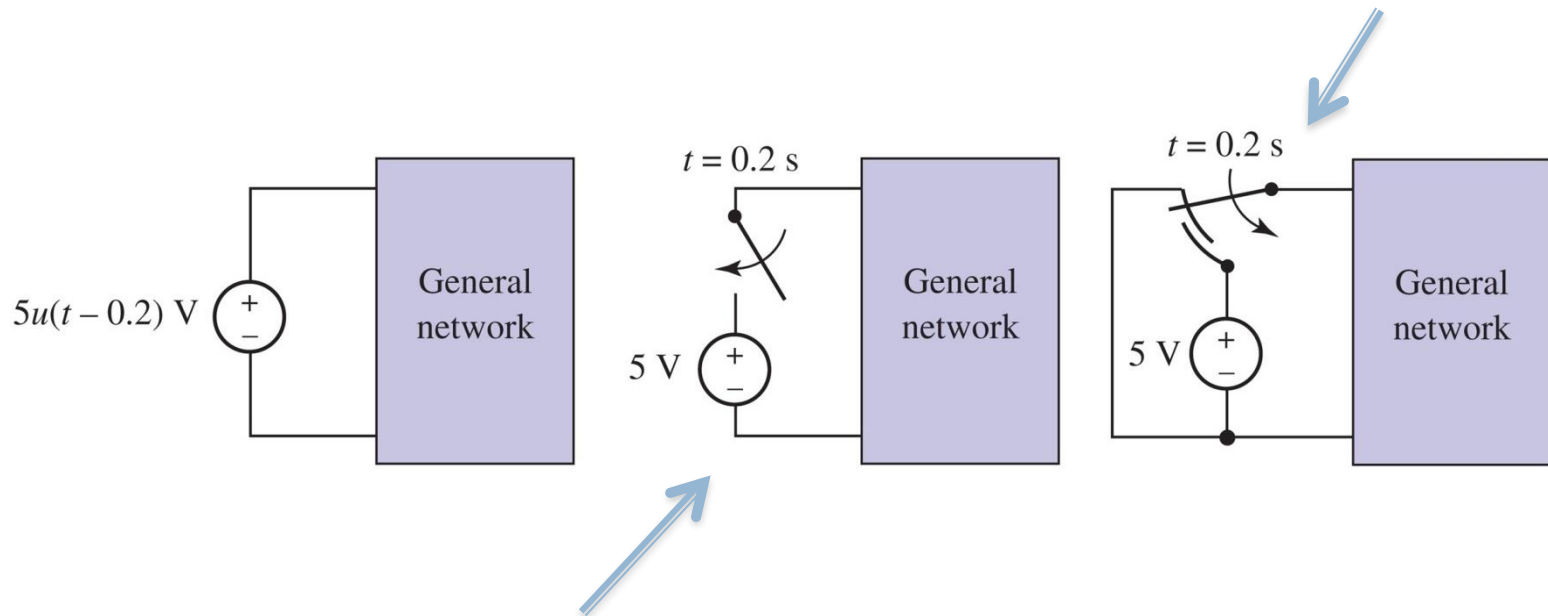 5u(t – 0.2) V
+
–
General
network
t = 0.2 s
5 V
+
–
General
network
t = 0.2 s
5 V
+
–
General
network